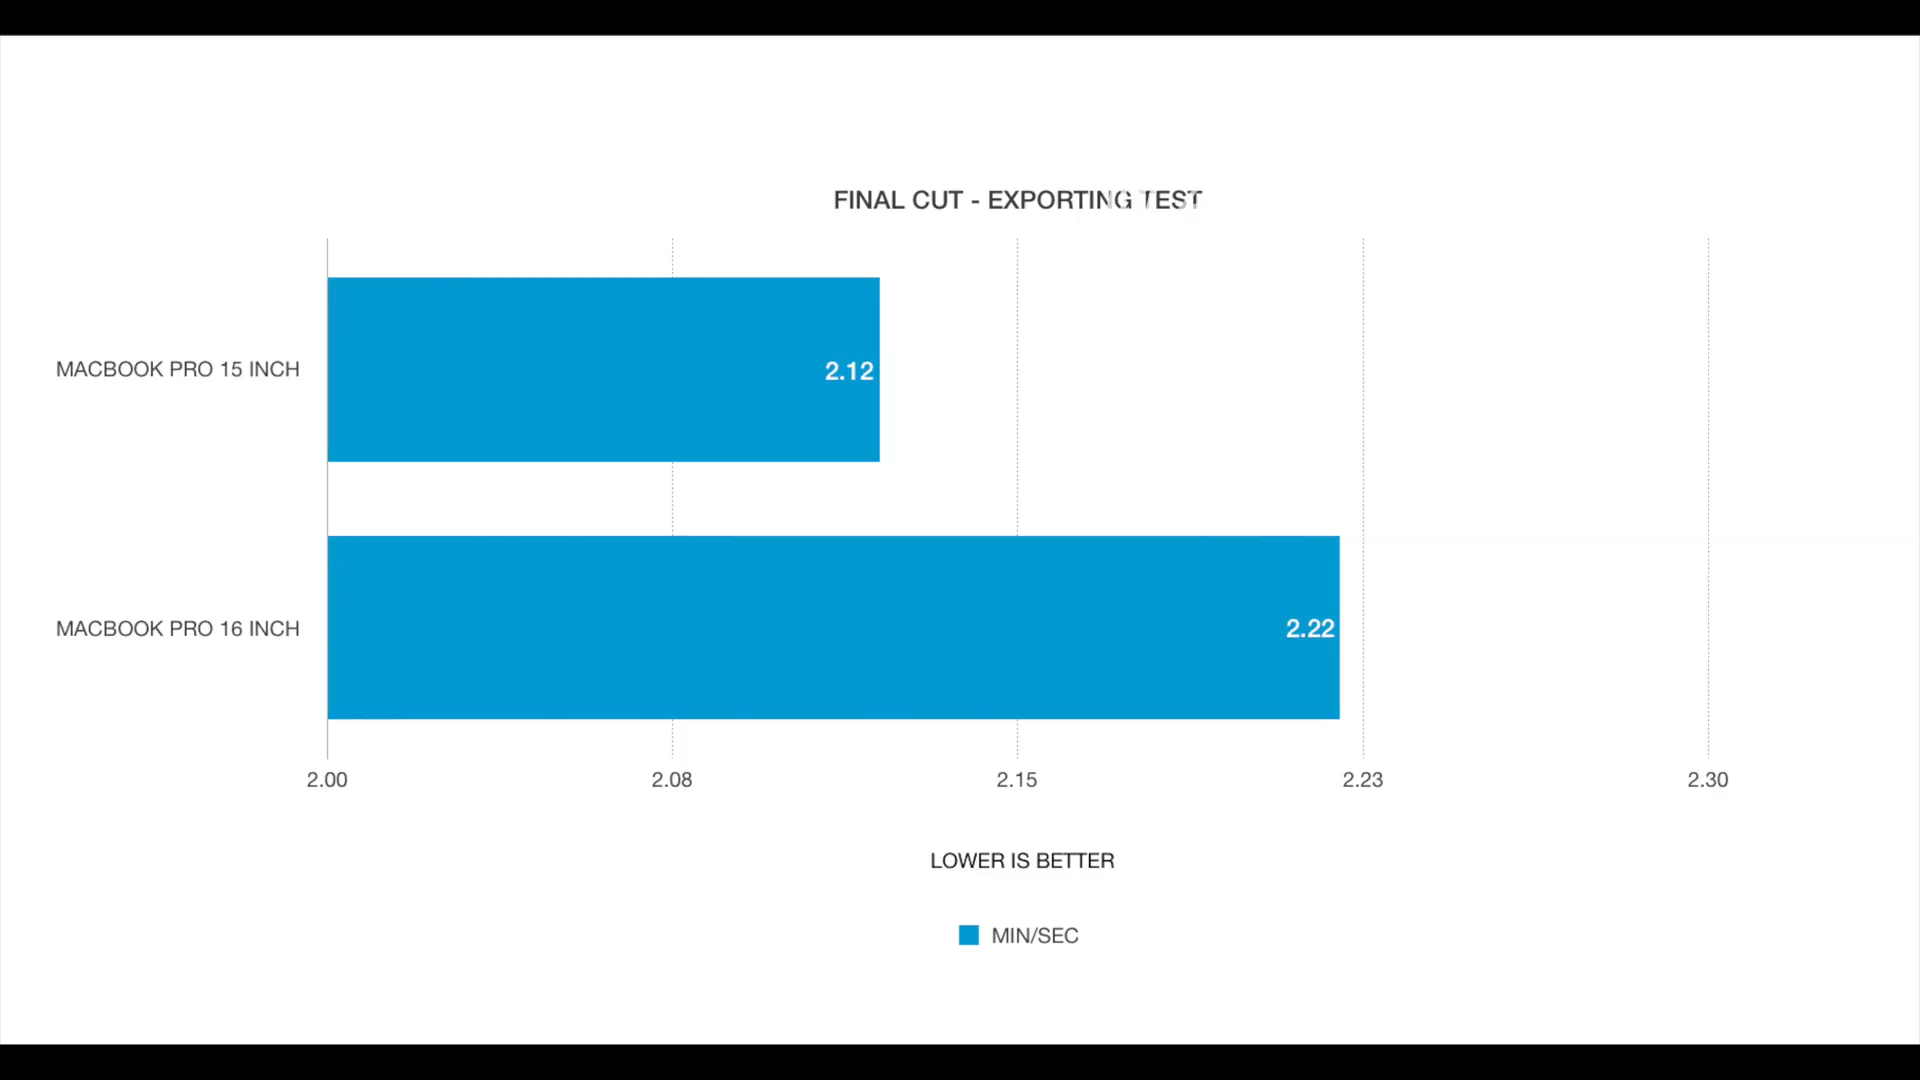 FINAL CUT - EXPORTING TEST
MACBOOK PRO 15 INCH
2.12
MACBOOK PRO 16 INCH
2.22
2.00 2.08 2.15 2.23 2.30
LOWER IS BETTER
MIN/SEC